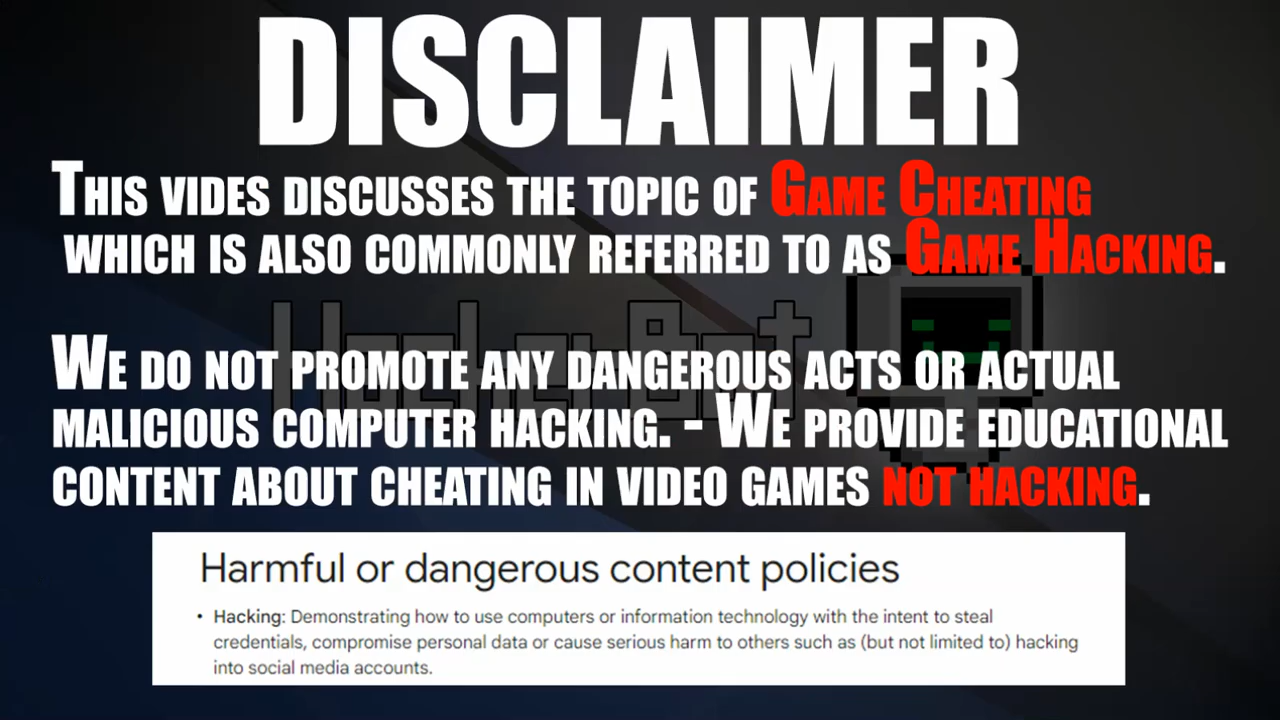 DISCLAIMER
THIS VIDES DISCUSSES THE TOPIC OF GAME CHEATING
WHICH IS ALSO COMMONLY REFERRED TO AS GAME HACKING.
Hacker Bot
WE DO NOT PROMOTE ANY DANGEROUS ACTS OR ACTUAL
MALICIOUS COMPUTER HACKING. - WE PROVIDE EDUCATIONAL
CONTENT ABOUT CHEATING IN VIDEO GAMES NOT HACKING.
Harmful or dangerous content policies
• Hacking: Demonstrating how to use computers or information technology with the intent to steal
credentials, compromise personal data or cause serious harm to others such as (but not limited to) hacking
into social media accounts.